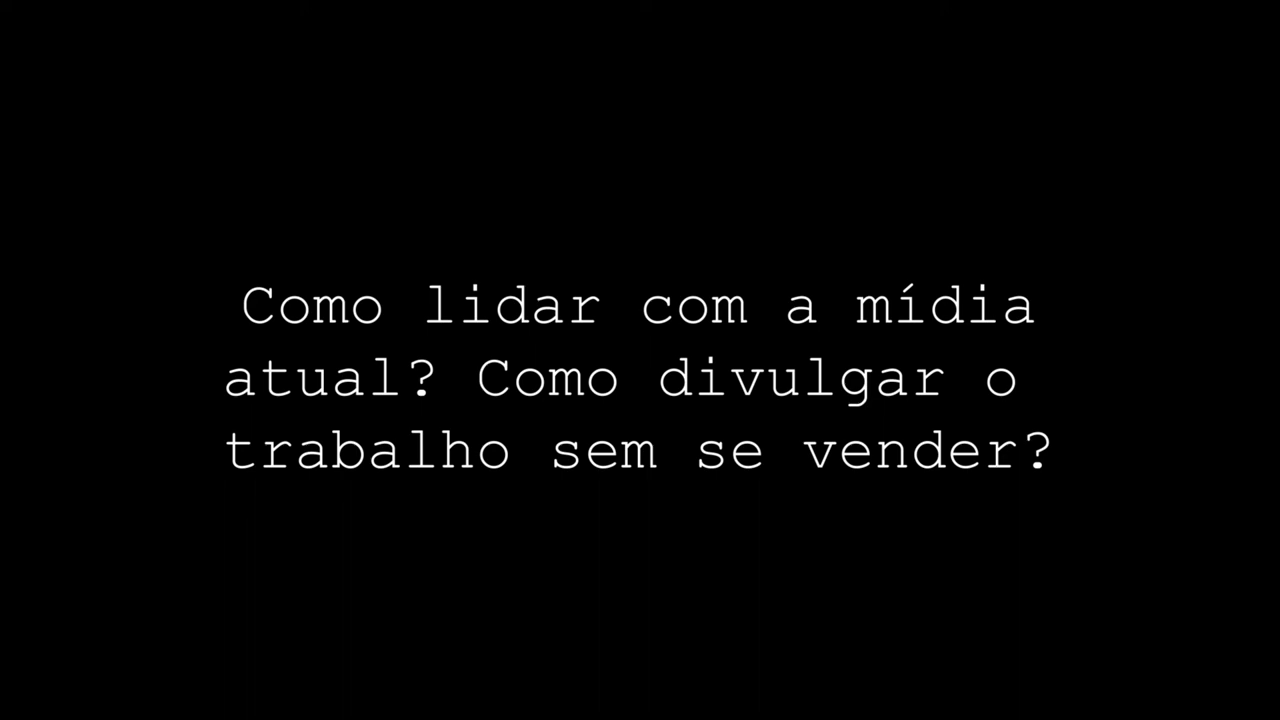 Como lidar com a mídia
atual? Como divulgar o
trabalho sem se vender?